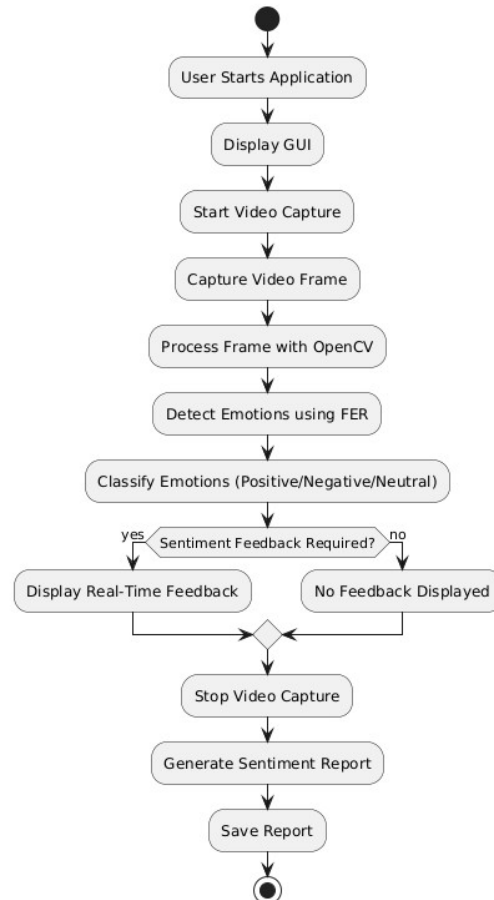 User Starts Application
Display GUI
Start Video Capture
Capture Video Frame
Process Frame with OpenCV
Detect Emotions using FER
Classify Emotions (Positive/Negative/Neutral)
yes
Sentiment Feedback Required?
no
Display Real-Time Feedback
No Feedback Displayed
Stop Video Capture
Generate Sentiment Report
Save Report